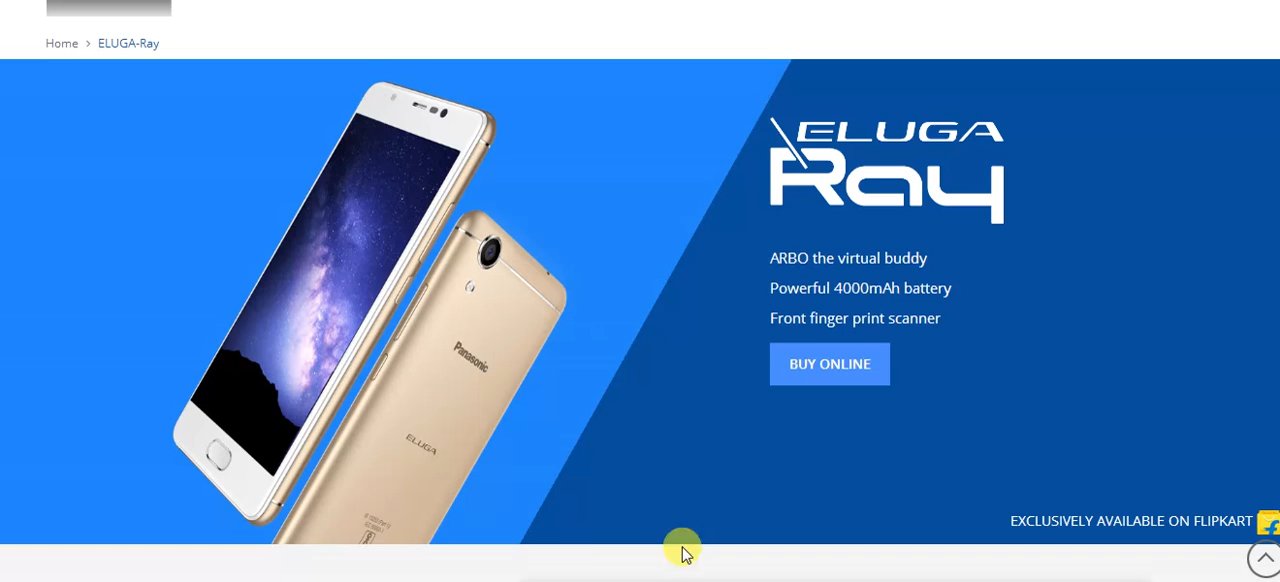 Home > ELUGA-Ray
ELUGA
Ray
ARBO the virtual buddy
Powerful 4000mAh battery
Front finger print scanner
BUY ONLINE
Panasonic
ELUGA
EXCLUSIVELY AVAILABLE ON FLIPKART